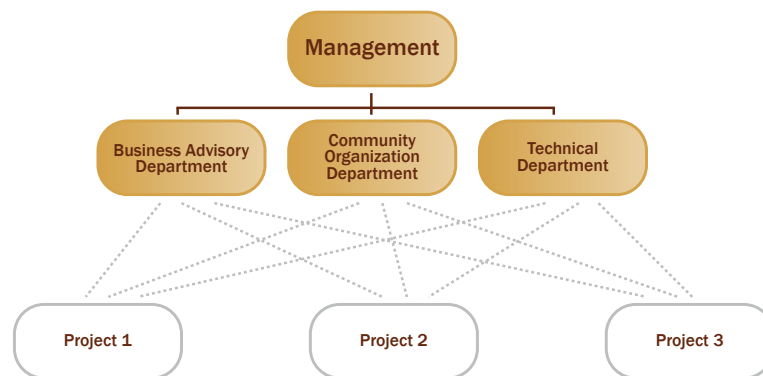 Management
Business Advisory
Department
Community
Organization
Department
Technical
Department
Project 1
Project 2
Project 3